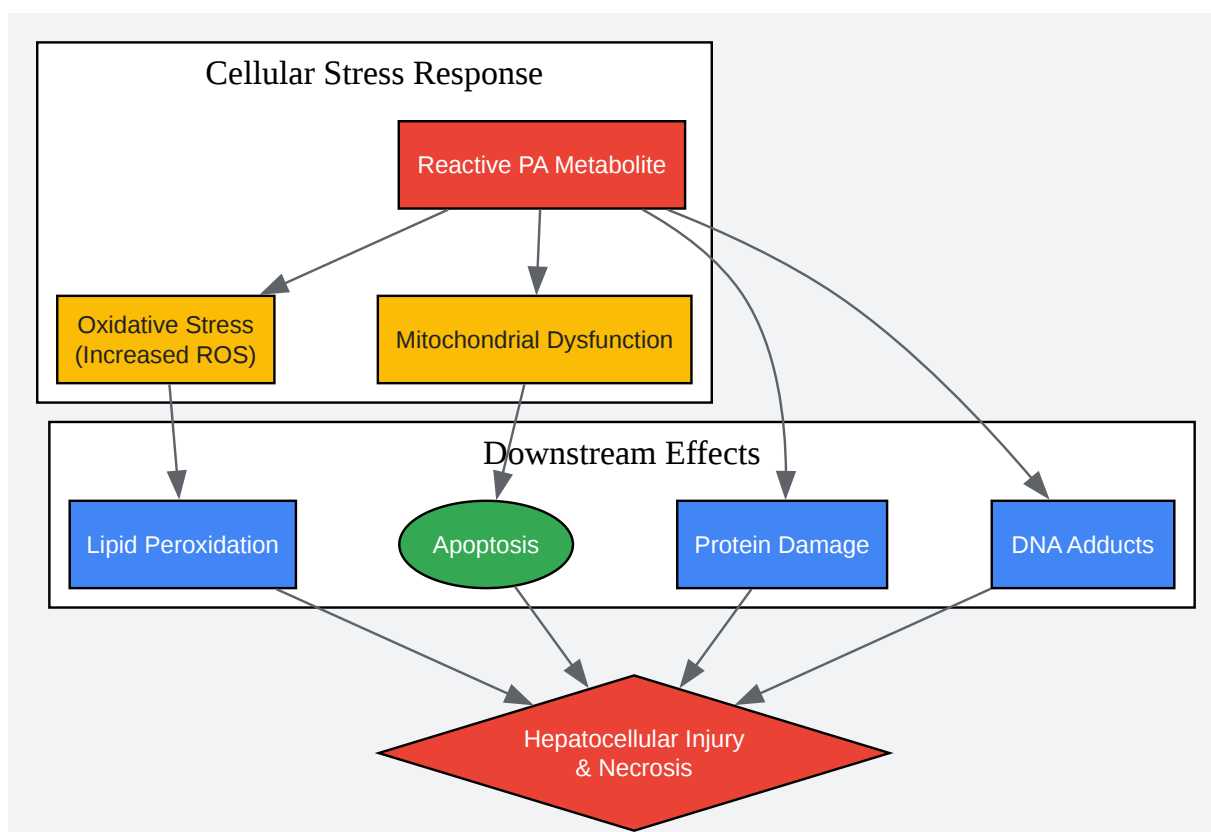 Cellular Stress Response
Reactive PA Metabolite
Oxidative Stress
(Increased ROS)
Mitochondrial Dysfunction
Downstream Effects
Lipid Peroxidation
Apoptosis
Protein Damage
DNA Adducts
Hepatocellular Injury
& Necrosis